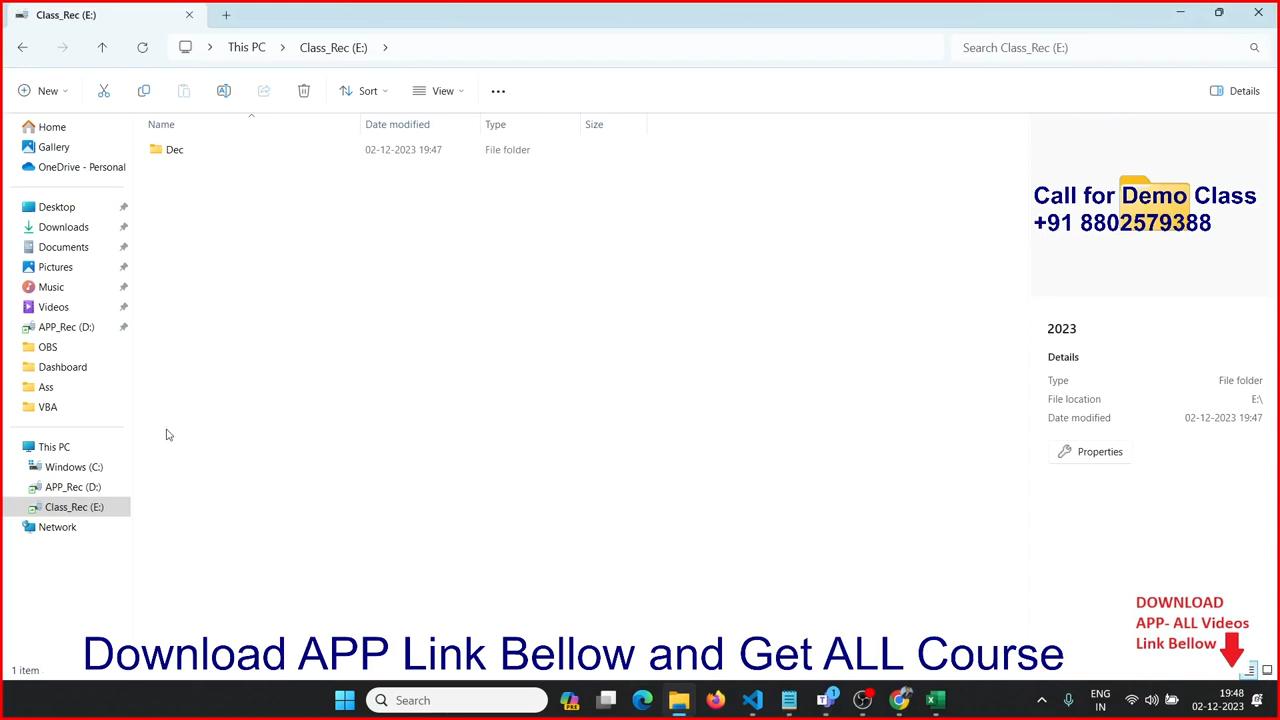 Class_Rec (E:)
This PC
Class_Rec (E:)
Search Class_Rec (E:)
New
Sort
View
Details
Name
Date modified
Type
Size
Dec
02-12-2023 19:47
File folder
Home
Gallery
OneDrive - Personal
Desktop
Downloads
Documents
Pictures
Music
Videos
APP_Rec (D:)
OBS
Dashboard
Ass
VBA
This PC
Windows (C:)
APP_Rec (D:)
Class_Rec (E:)
Network
Call for Demo Class
+91 8802579388
2023
Details
Type
File folder
File location
E:\
Date modified
02-12-2023 19:47
Properties
DOWNLOAD
APP- ALL Videos
Link Bellow
Download APP Link Bellow and Get ALL Course
1 item
Search
PRE
1
ENG
IN
19:48
02-12-2023